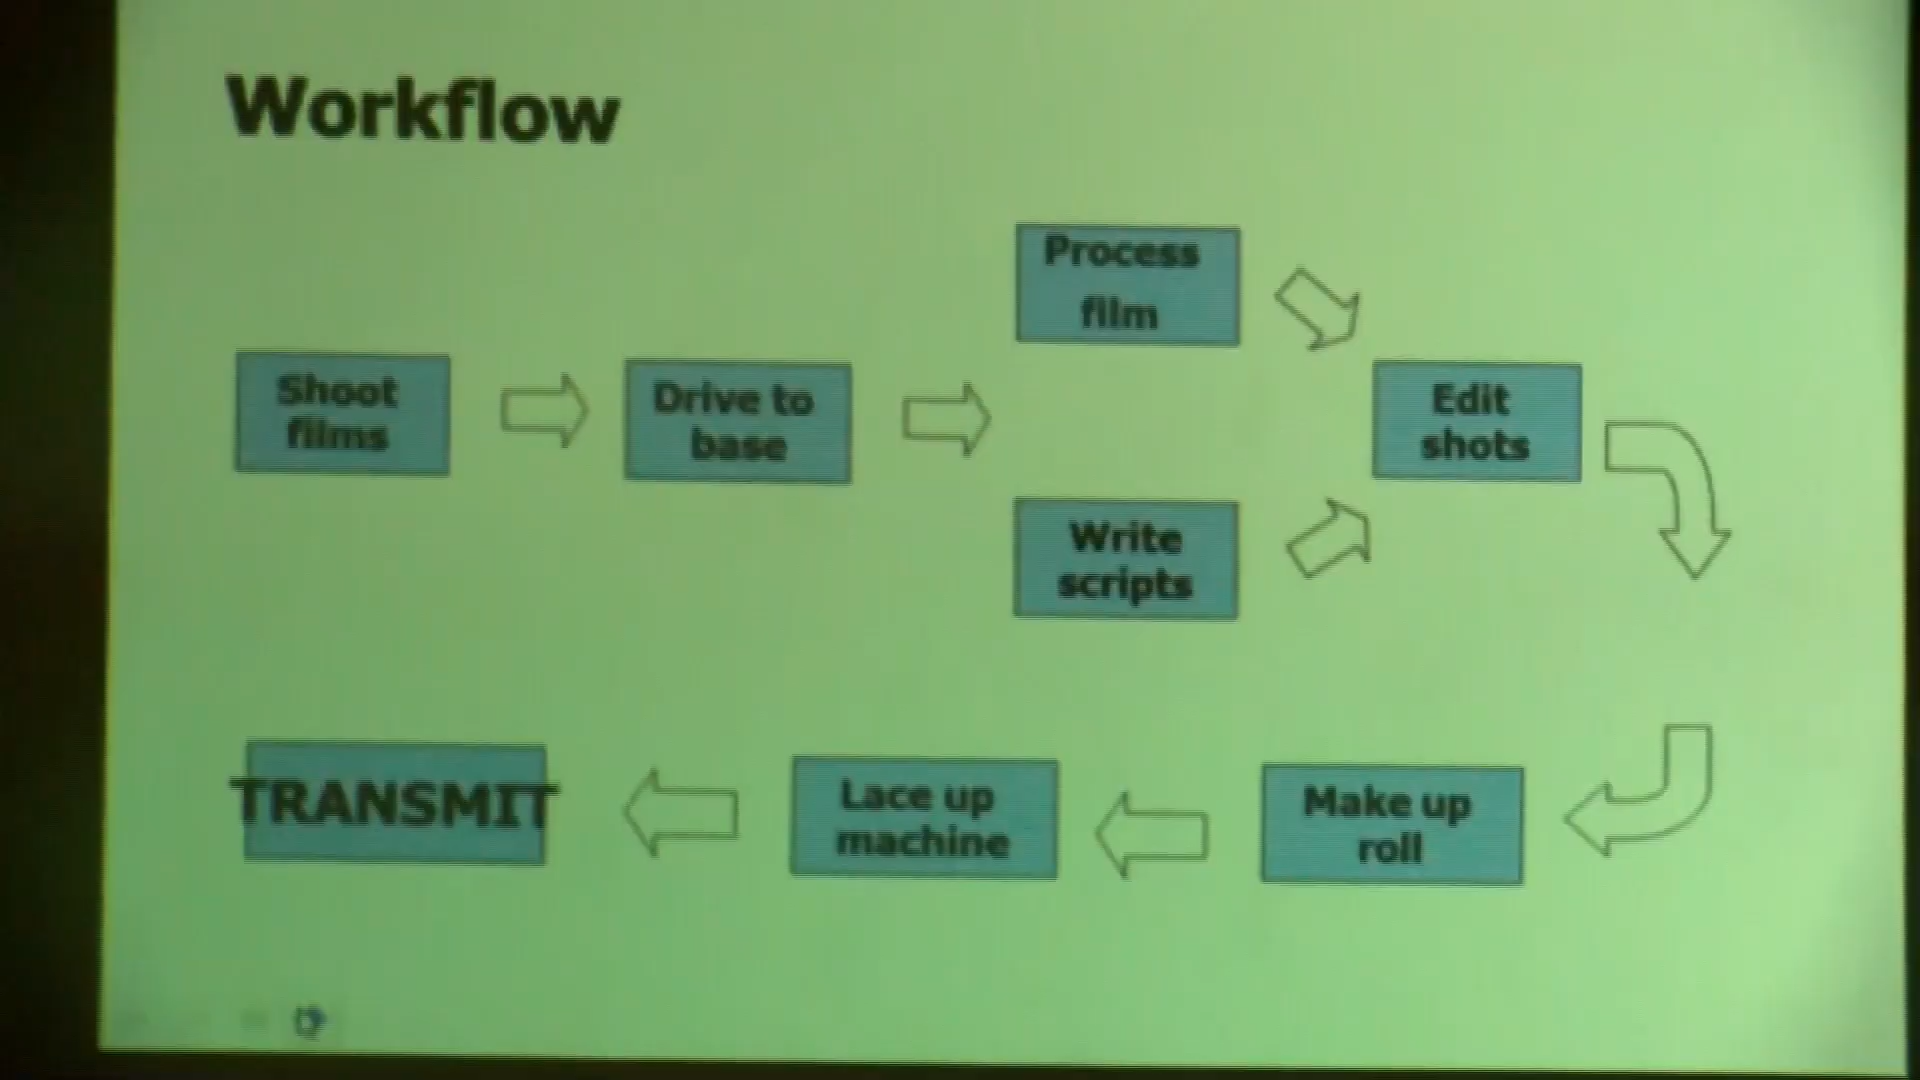 Workflow
Process
film
Shoot
films
Drive to
base
Edit
shots
Write
scripts
TRANSMIT
Lace up
machine
Make up
roll